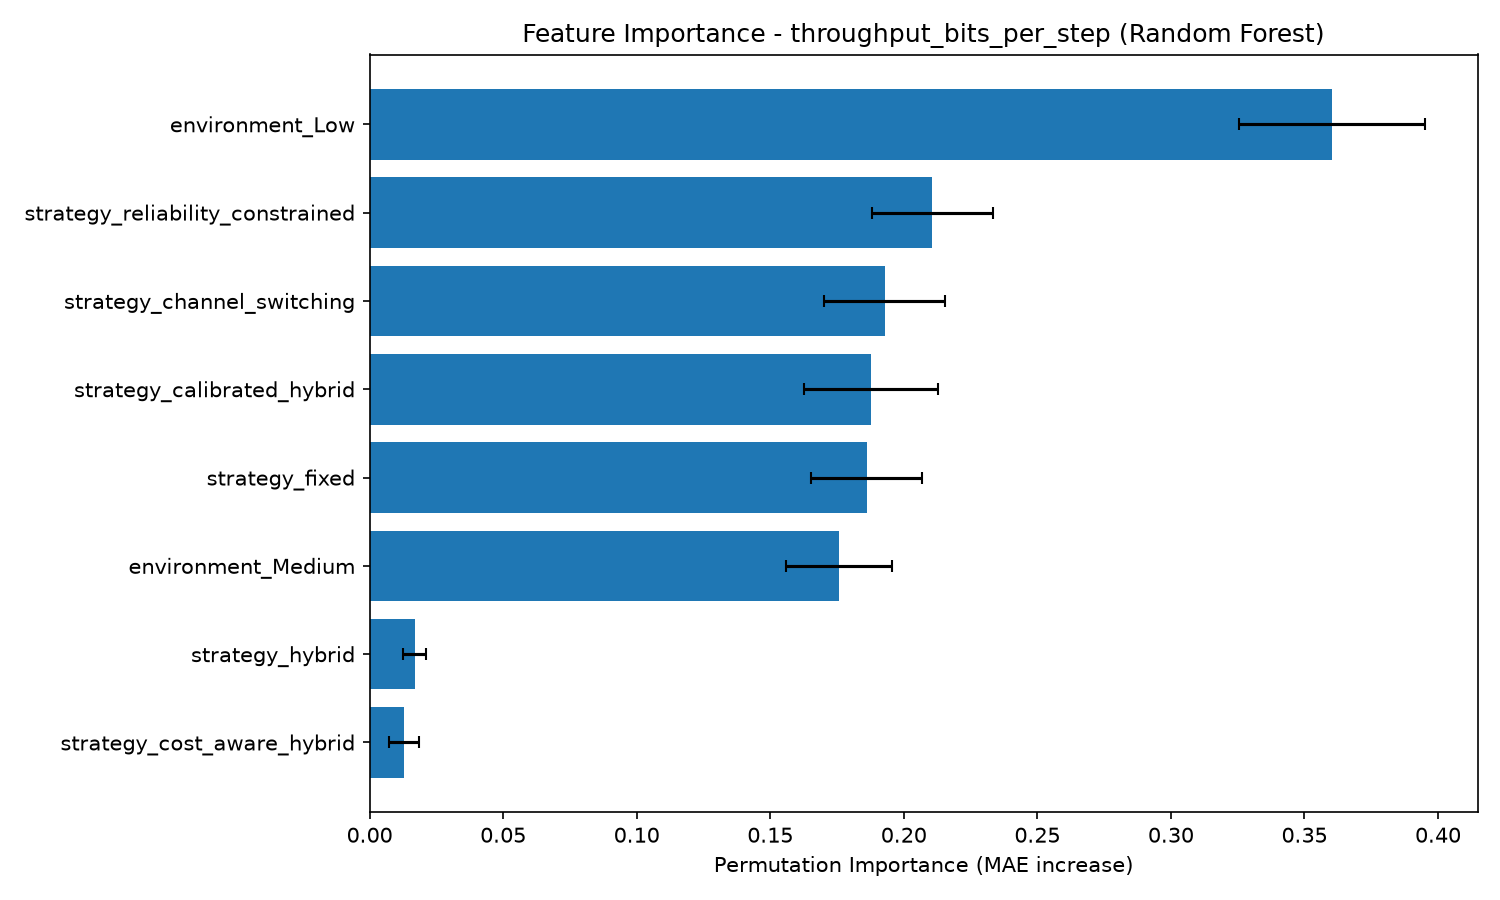 Feature Importance - throughput_bits_per_step (Random Forest)
environment_Low
strategy_reliability_constrained
strategy_channel_switching
strategy_calibrated_hybrid
strategy_fixed
environment_Medium
strategy_hybrid
strategy_cost_aware_hybrid
0.00 0.05 0.10 0.15 0.20 0.25 0.30 0.35 0.40
Permutation Importance (MAE increase)